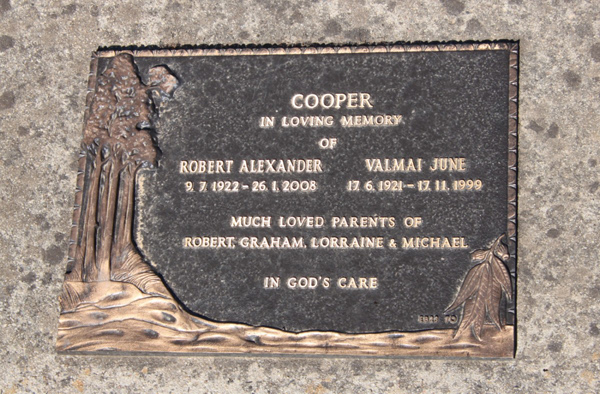 COOPER
IN LOVING MEMORY
OF
ROBERT ALEXANDER VALMAI JUNE
9. 7. 1922 - 26. 1. 2008 17. 6. 1921 - 17. 11. 1999
MUCH LOVED PARENTS OF
ROBERT, GRAHAM, LORRAINE & MICHAEL
IN GOD'S CARE